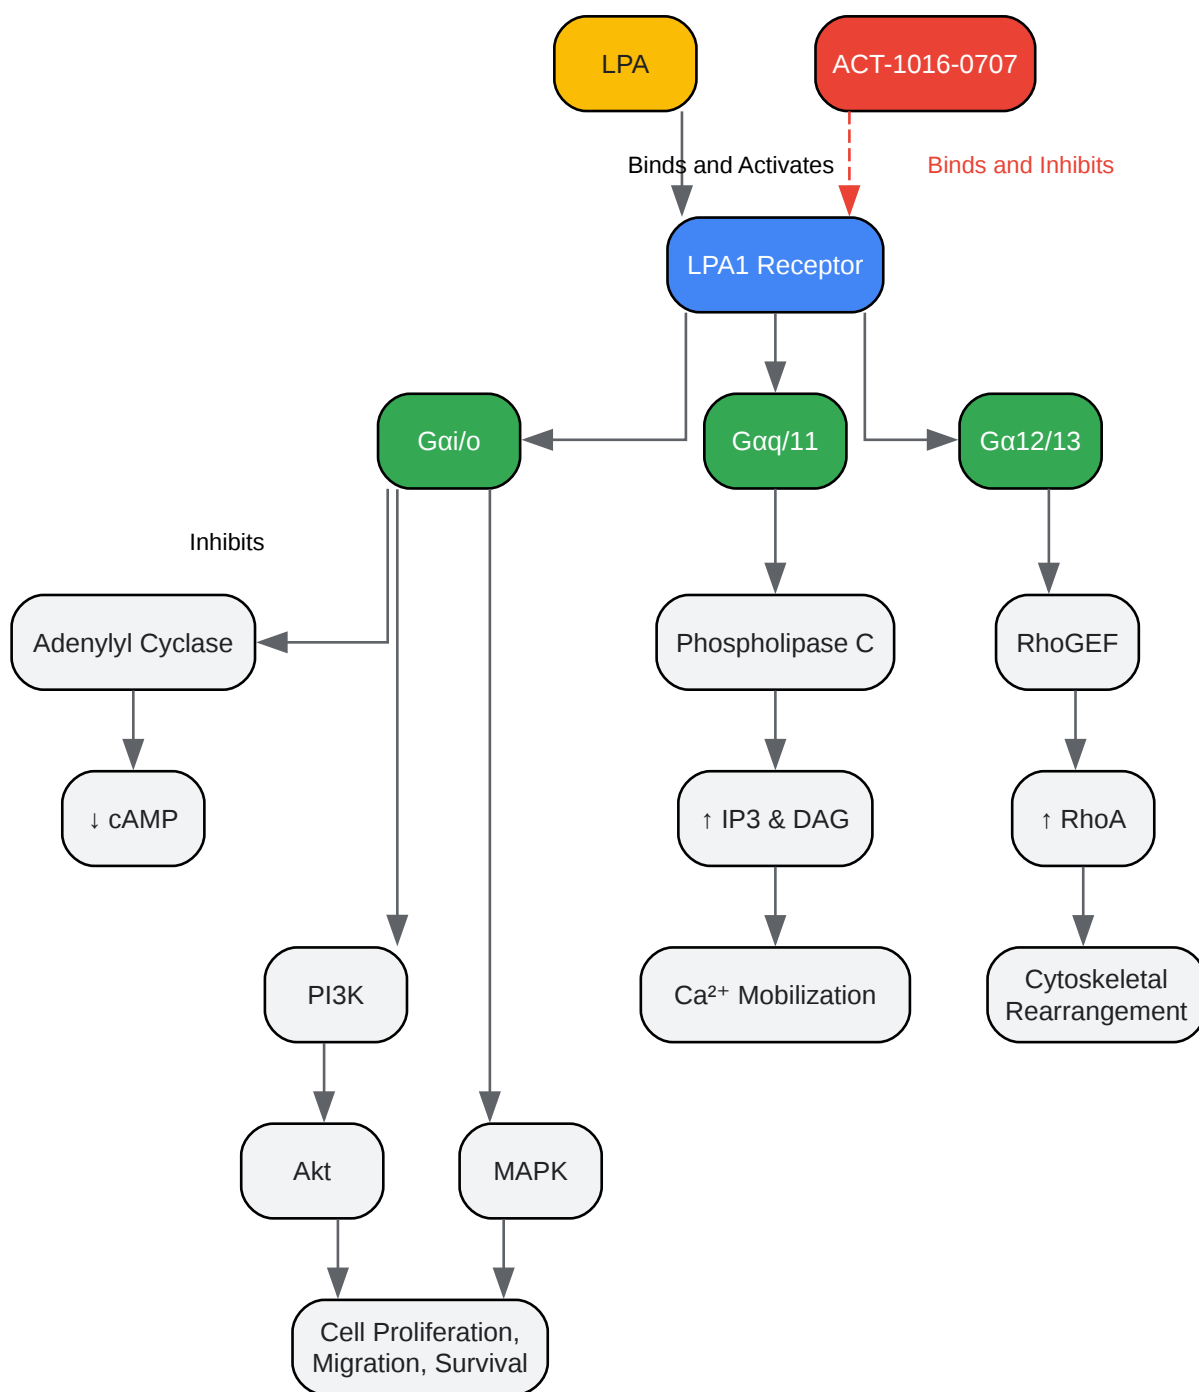 LPA
ACT-1016-0707
Binds and Activates
Binds and Inhibits
LPA1 Receptor
Gαi/o
Gαq/11
Gα12/13
Inhibits
Adenylyl Cyclase
Phospholipase C
RhoGEF
↓ cAMP
↑ IP3 & DAG
↑ RhoA
PI3K
Ca²⁺ Mobilization
Cytoskeletal
Rearrangement
Akt
MAPK
Cell Proliferation,
Migration, Survival